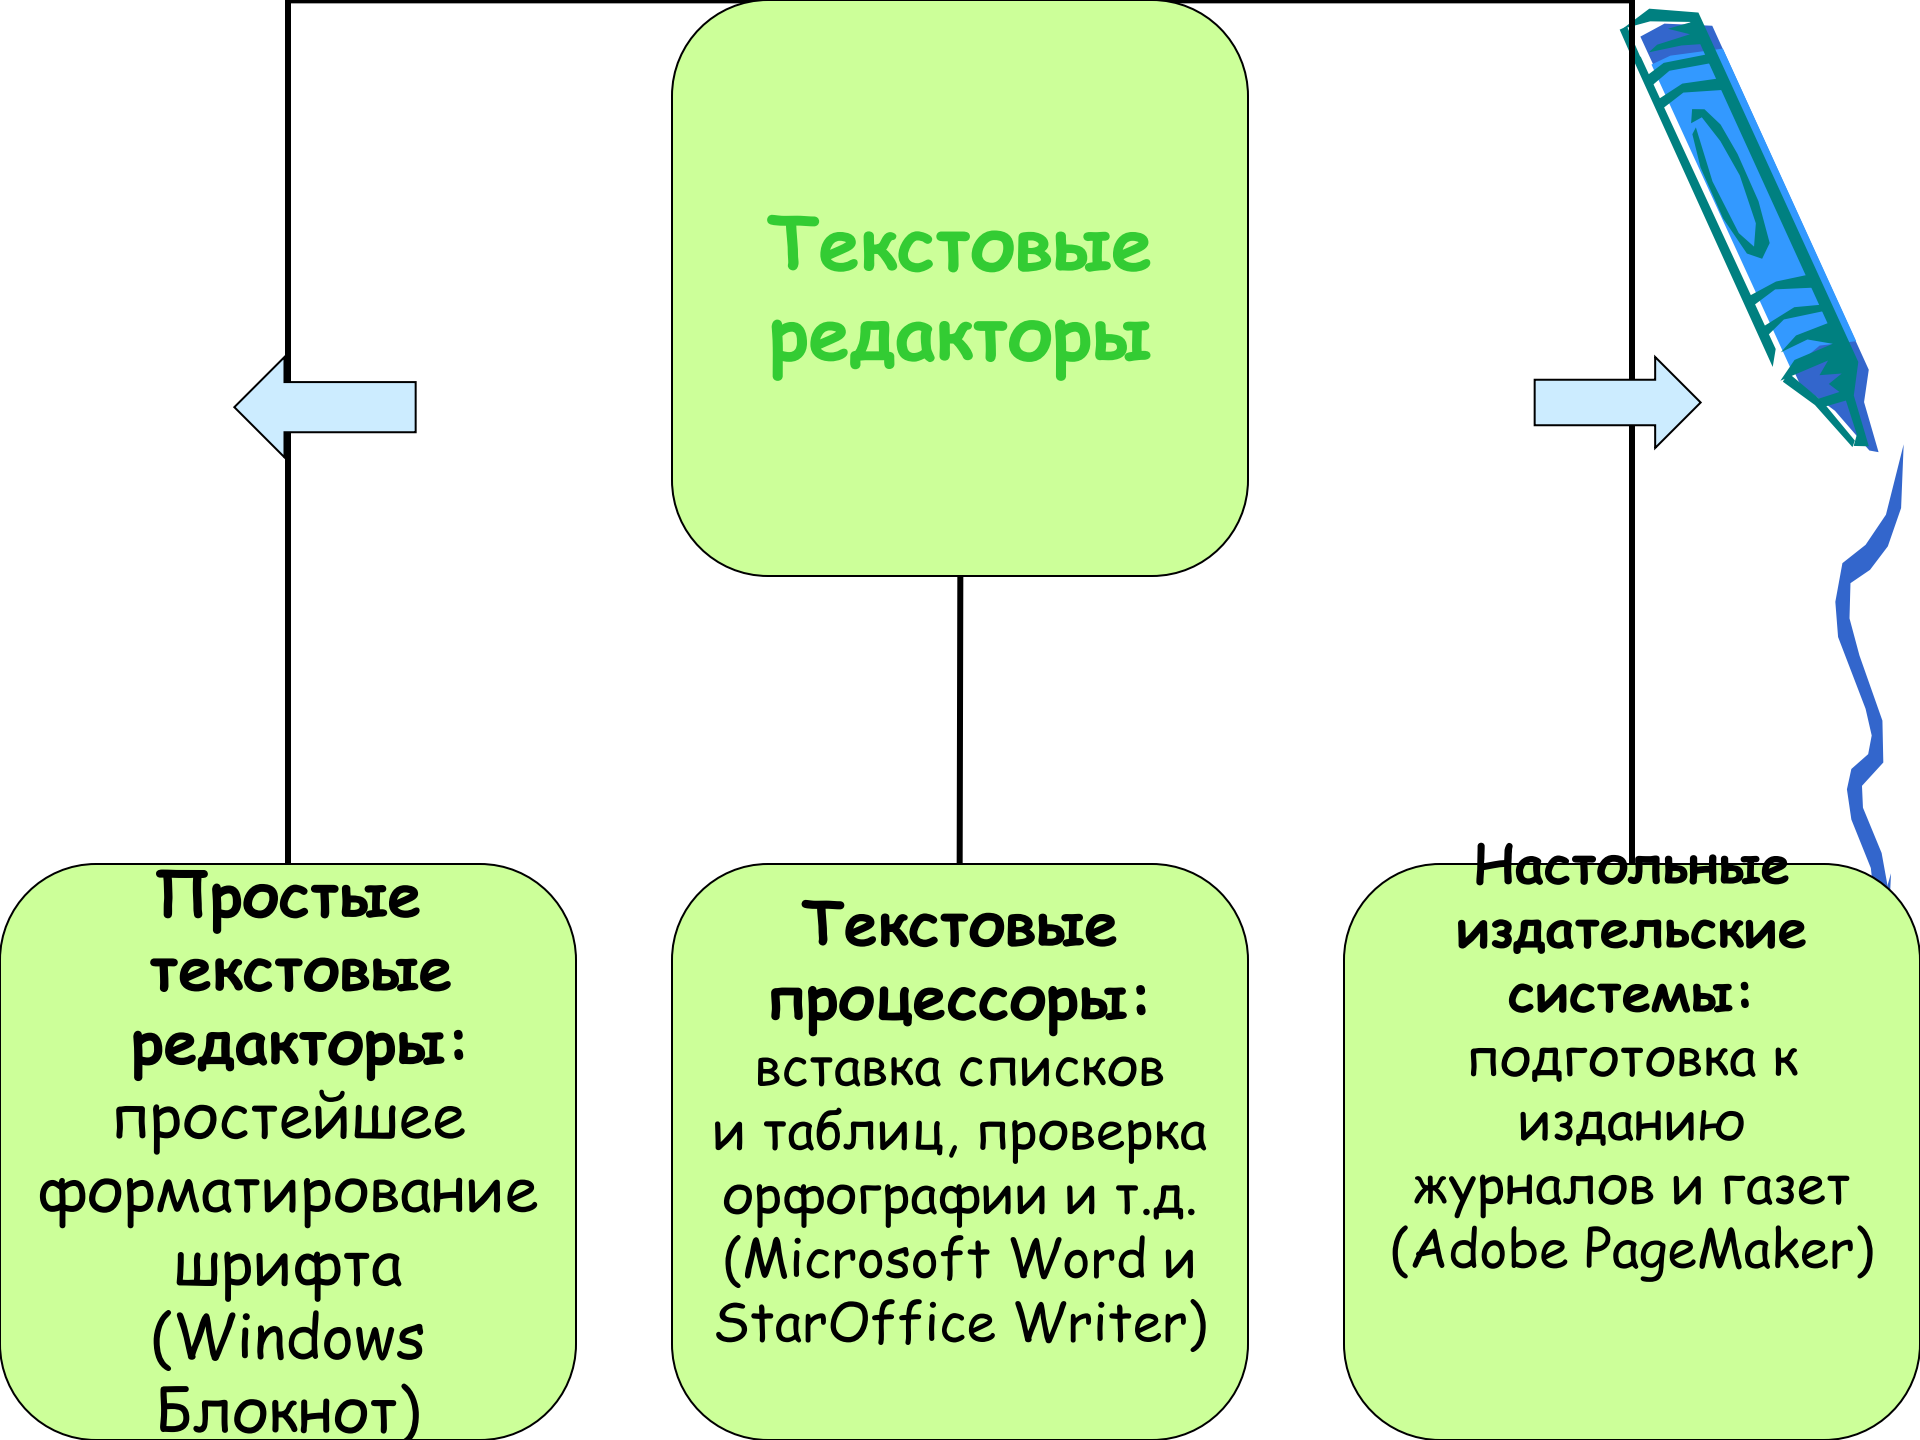 Текстовые
редакторы
Простые
текстовые
редакторы:
простейшее
форматирование
шрифта
(Windows
Блокнот)
Текстовые
процессоры:
вставка списков
и таблиц, проверка
орфографии и т.д.
(Microsoft Word и
StarOffice Writer)
Настольные
издательские
системы:
подготовка к
изданию
журналов и газет
(Adobe PageMaker)